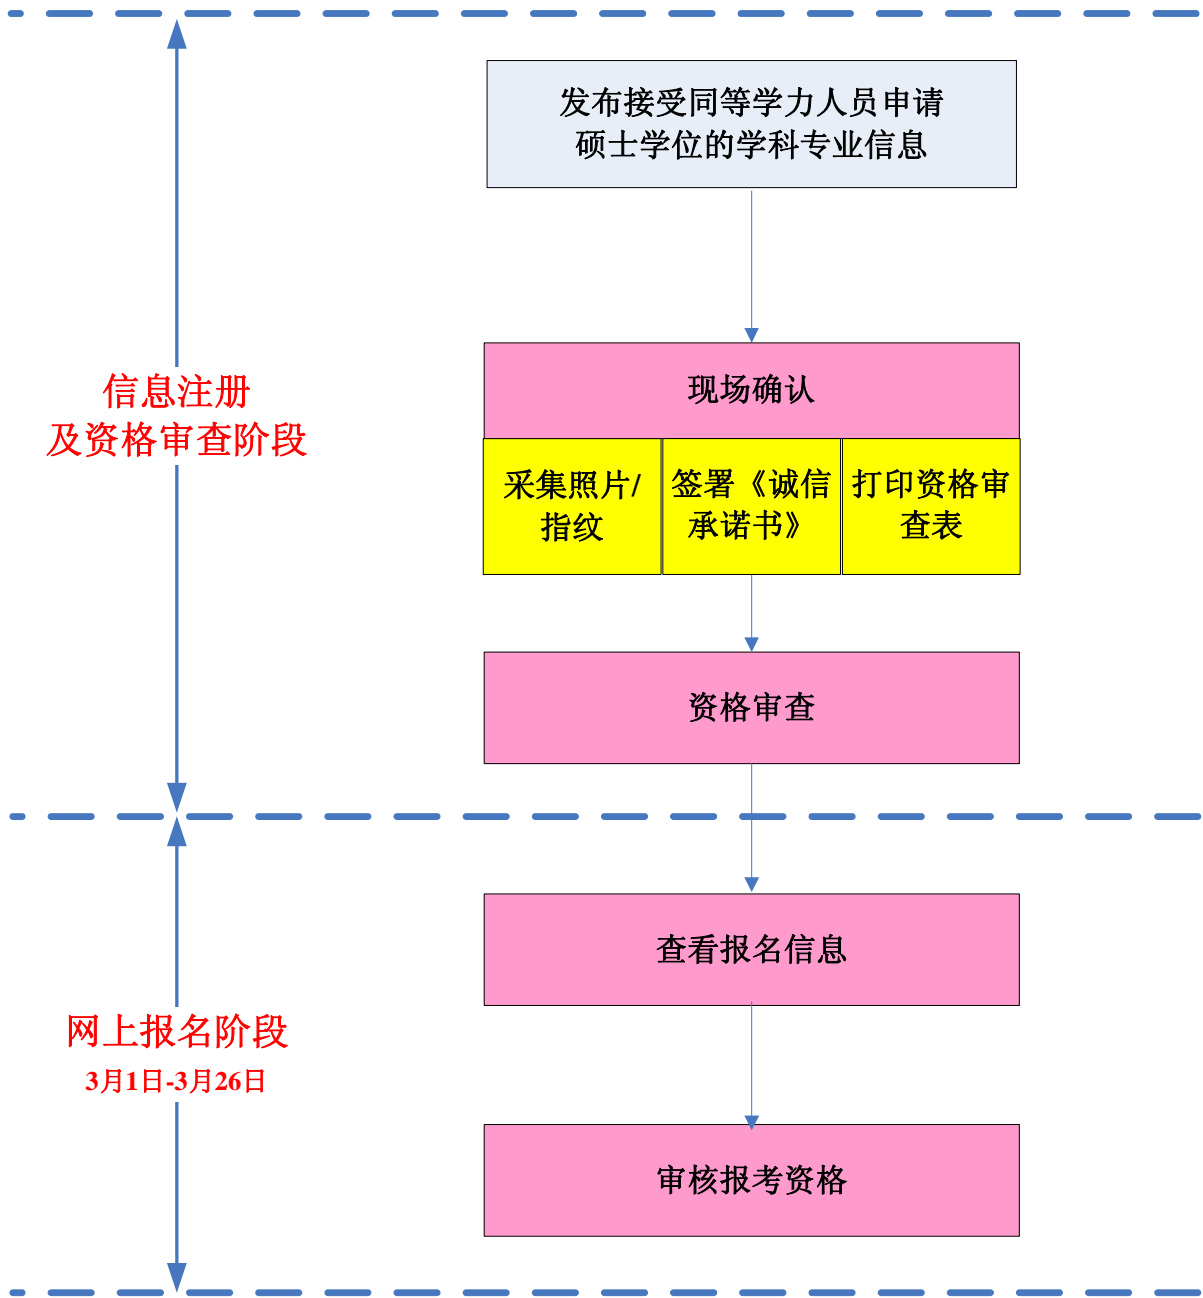 发布接受同等学力人员申请
硕士学位的学科专业信息
信息注册
及资格审查阶段
现场确认
采集照片/
指纹
签署《诚信
承诺书》
打印资格审
查表
资格审查
查看报名信息
网上报名阶段
3月1日-3月26日
审核报考资格